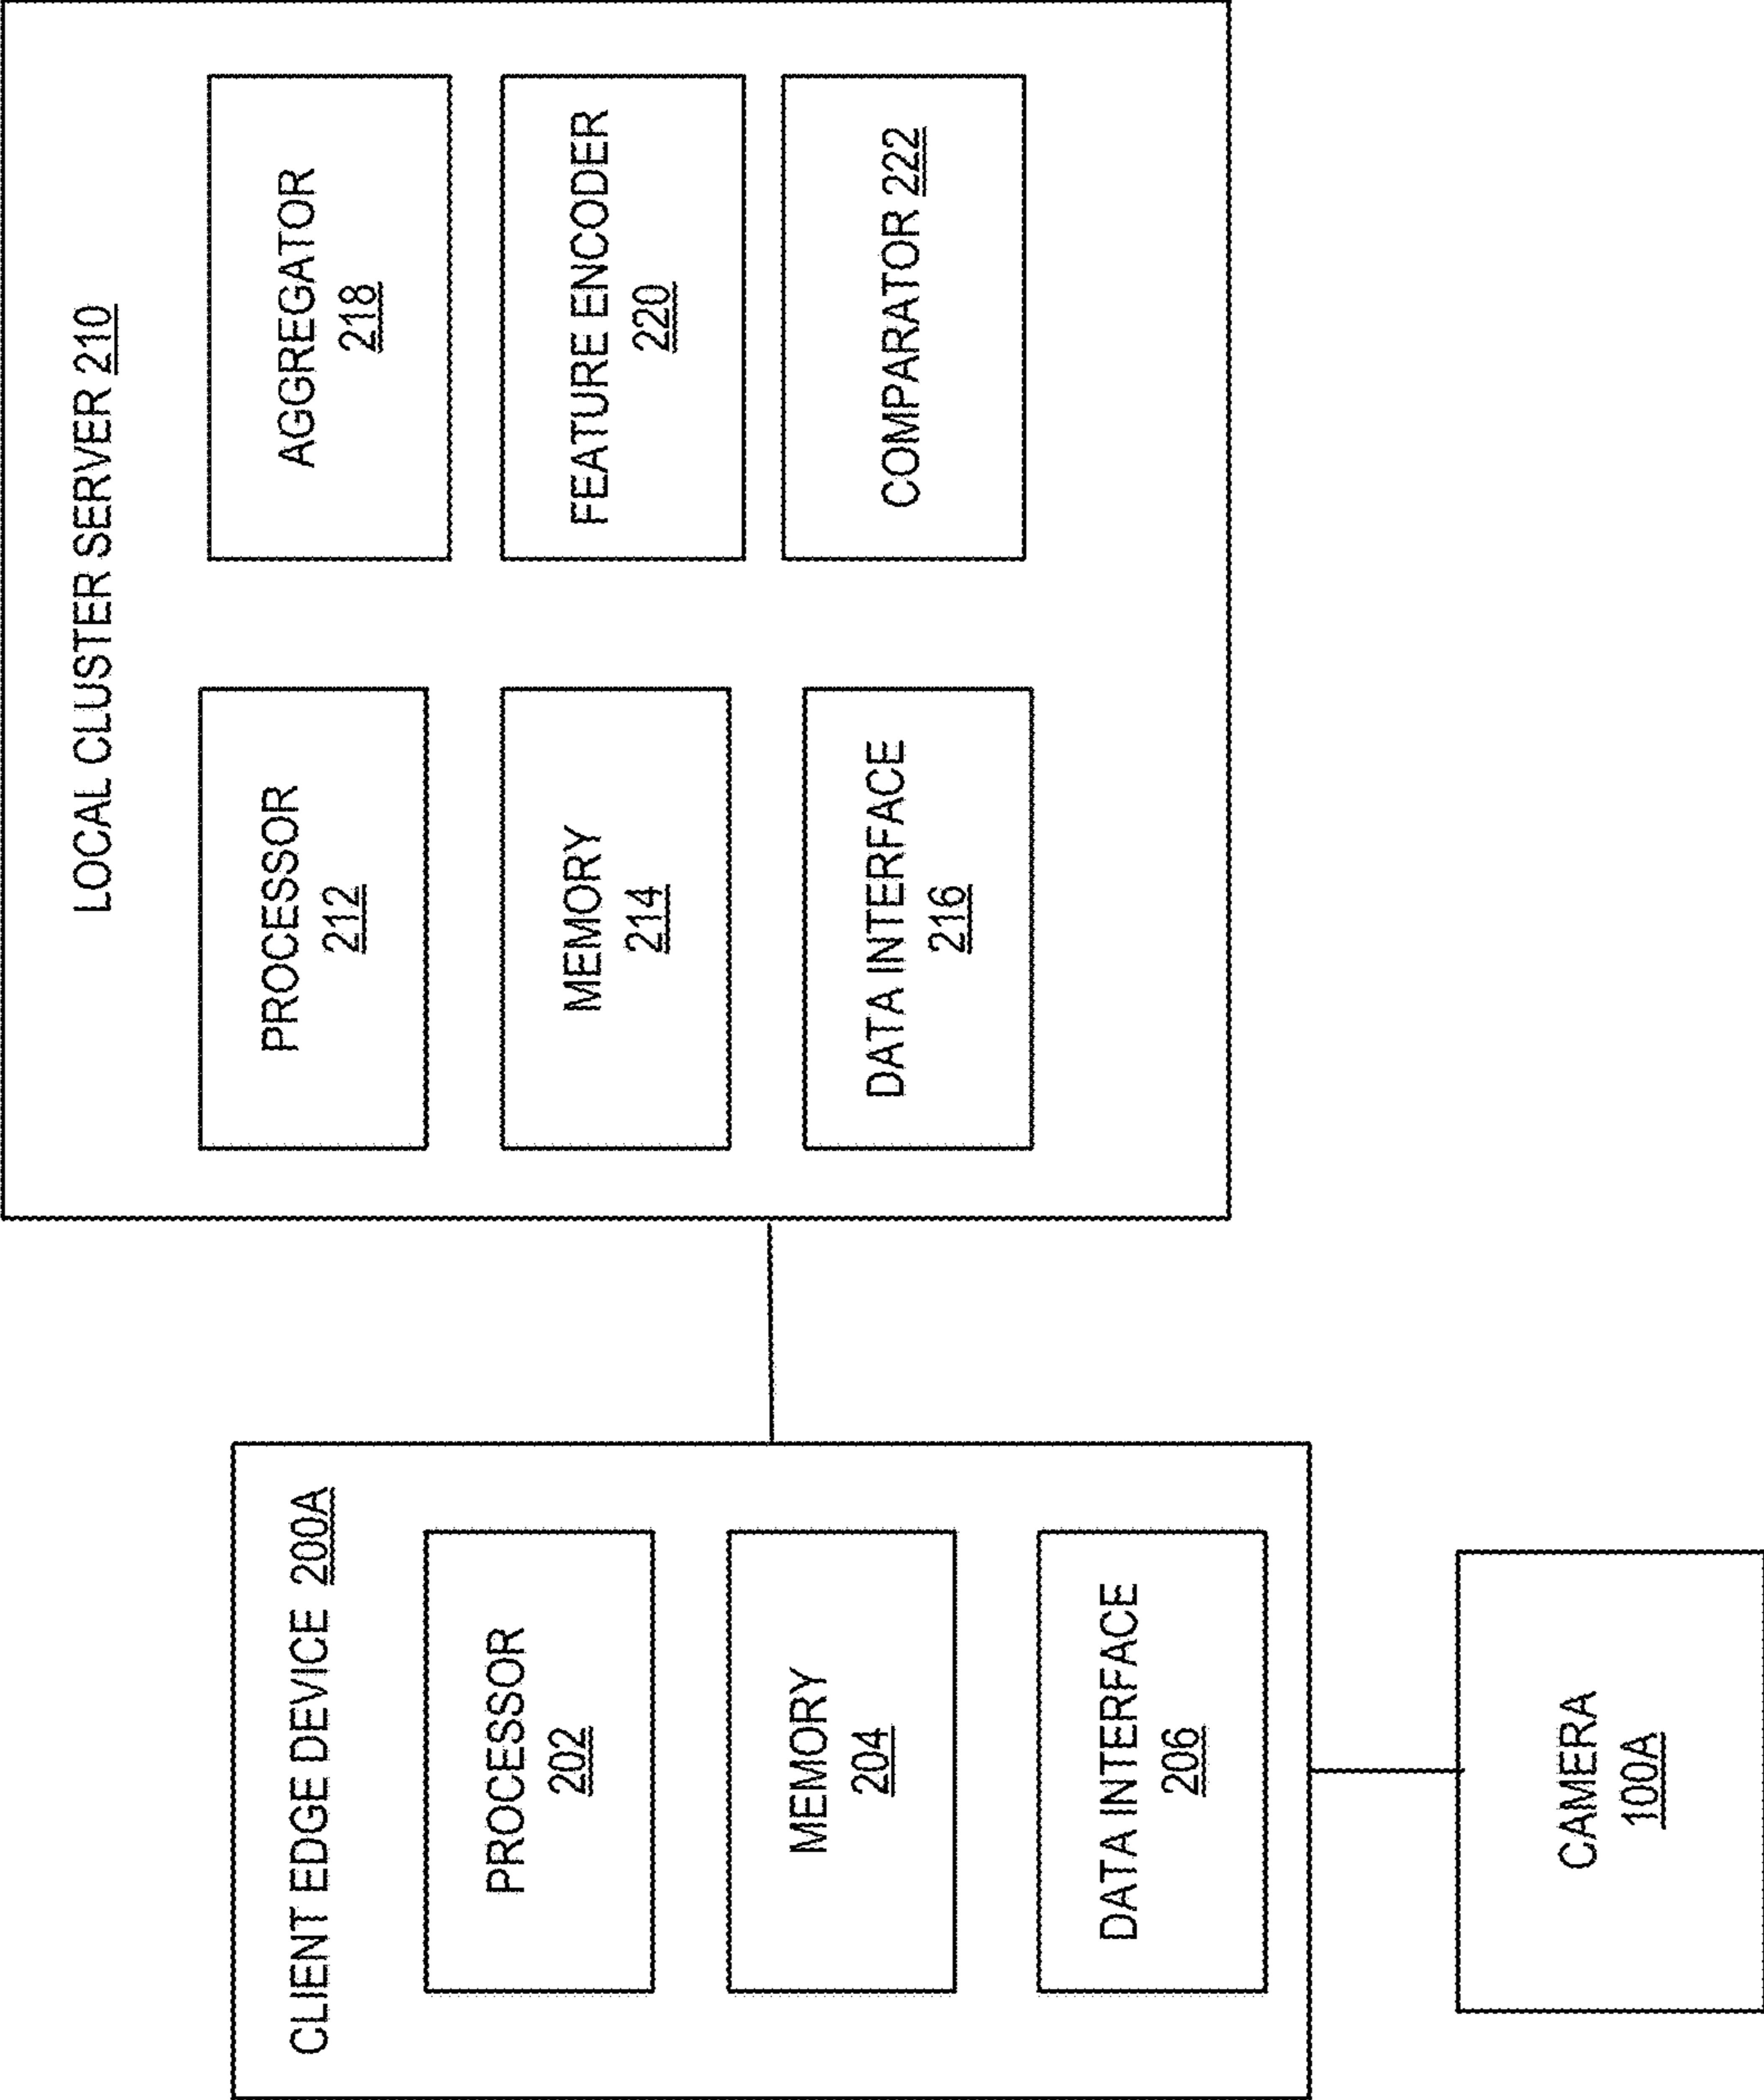 CLIENT EDGE DEVICE 200A
PROCESSOR
202
MEMORY
204
DATA INTERFACE
206
CAMERA
100A
LOCAL CLUSTER SERVER 210
PROCESSOR
212
MEMORY
214
DATA INTERFACE
216
AGGREGATOR
218
FEATURE ENCODER
220
COMPARATOR 222